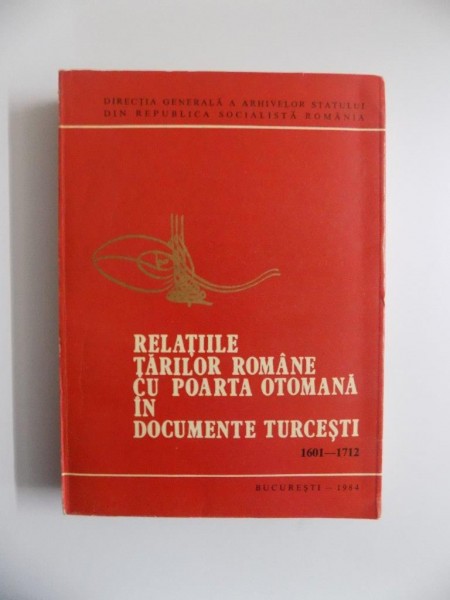 DIRECȚIA GENERALĂ A ARHIVELOR STATULUI
DIN REPUBLICA SOCIALISTĂ ROMÂNIA
RELAȚIILE
ȚĂRILOR ROMÂNE
CU POARTA OTOMANĂ
ÎN
DOCUMENTE TURCEȘTI
1601—1712
BUCUREȘTI – 1984